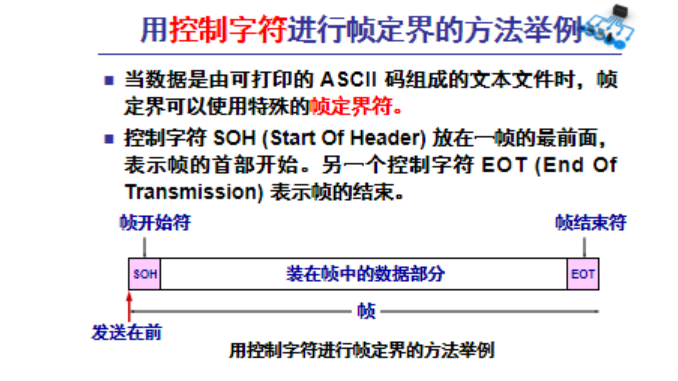 用控制字符进行帧定界的方法举例
■ 当数据是由可打印的 ASCII 码组成的文本文件时，帧
定界可以使用特殊的帧定界符。
■ 控制字符 SOH (Start Of Header) 放在一帧的最前面，
表示帧的首部开始。另一个控制字符 EOT (End Of
Transmission) 表示帧的结束。
帧开始符 帧结束符
SOH 装在帧中的数据部分 EOT
帧
发送在前
用控制字符进行帧定界的方法举例